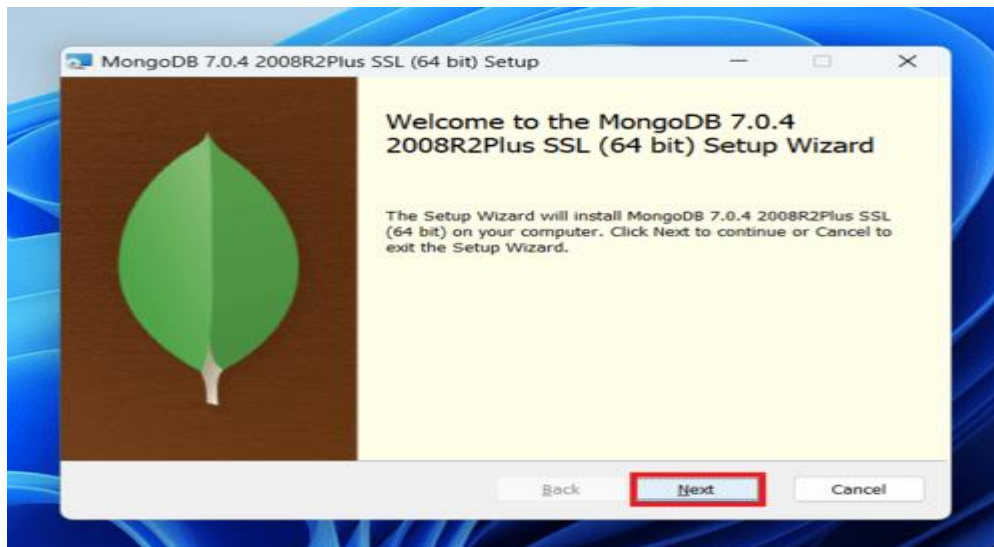 MongoDB 7.0.4 2008R2Plus SSL (64 bit) Setup
Welcome to the MongoDB 7.0.4
2008R2Plus SSL (64 bit) Setup Wizard
The Setup Wizard will install MongoDB 7.0.4 2008R2Plus SSL
(64 bit) on your computer. Click Next to continue or Cancel to
exit the Setup Wizard.
Back Next Cancel